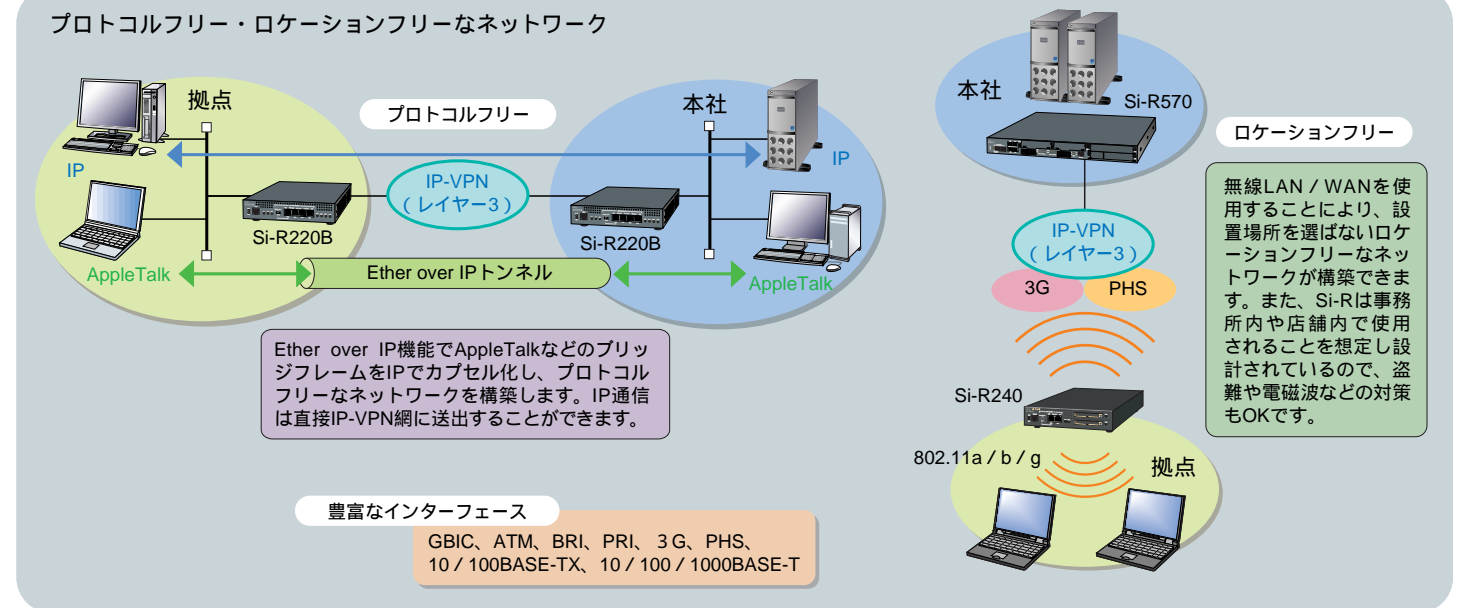 プロトコルフリー・ロケーションフリーなネットワーク
拠点
プロトコルフリー
本社
IP
IP
IP-VPN
（レイヤー3）
Si-R220B
Si-R220B
AppleTalk
Ether over IPトンネル
AppleTalk
Ether over IP機能でAppleTalkなどのブリッ
ジフレームをIPでカプセル化し、プロトコル
フリーなネットワークを構築します。IP通信
は直接IP-VPN網に送出することができます。
豊富なインターフェース
GBIC、ATM、BRI、PRI、３G、PHS、
10／100BASE-TX、10／100／1000BASE-T
本社
Si-R570
IP-VPN
（レイヤー3）
3G
PHS
Si-R240
802.11a／b／g
拠点
ロケーションフリー
無線LAN／WANを使
用することにより、設
置場所を選ばないロケ
ーションフリーなネッ
トワークが構築できま
す。また、Si-Rは事務
所内や店舗内で使用
されることを想定し設
計されているので、盗
難や電磁波などの対策
もOKです。